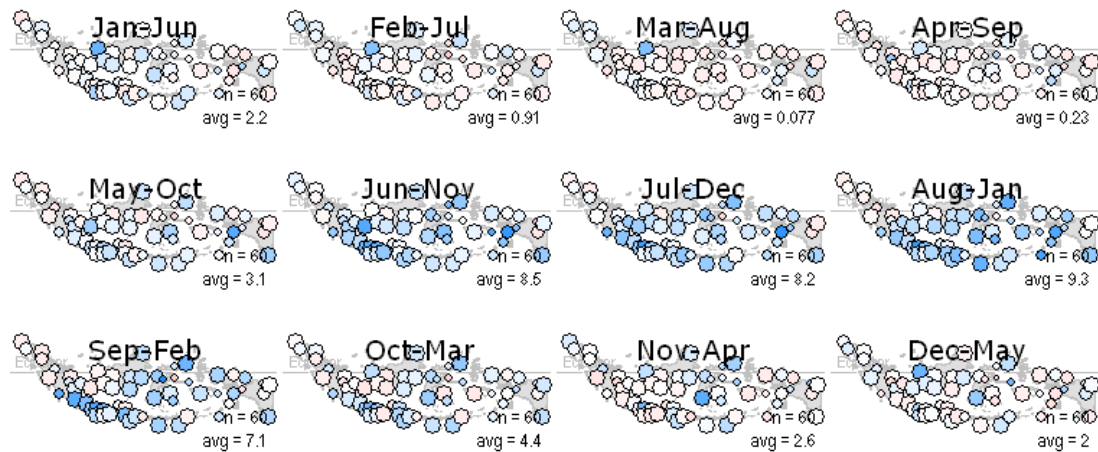 Jan-Jun
Feb-Jul
Mar-Aug
Apr-Sep
n = 60
n = 60
n = 60
n = 60
avg = 2.2
avg = 0.91
avg = 0.077
avg = 0.23
May-Oct
Jun-Nov
Jul-Dec
Aug-Jan
n = 60
n = 60
n = 60
n = 60
avg = 3.1
avg = 8.5
avg = 8.2
avg = 9.3
Sep-Feb
Oct-Mar
Nov-Apr
Dec-May
n = 60
n = 60
n = 60
n = 60
avg = 7.1
avg = 4.4
avg = 2.6
avg = 2